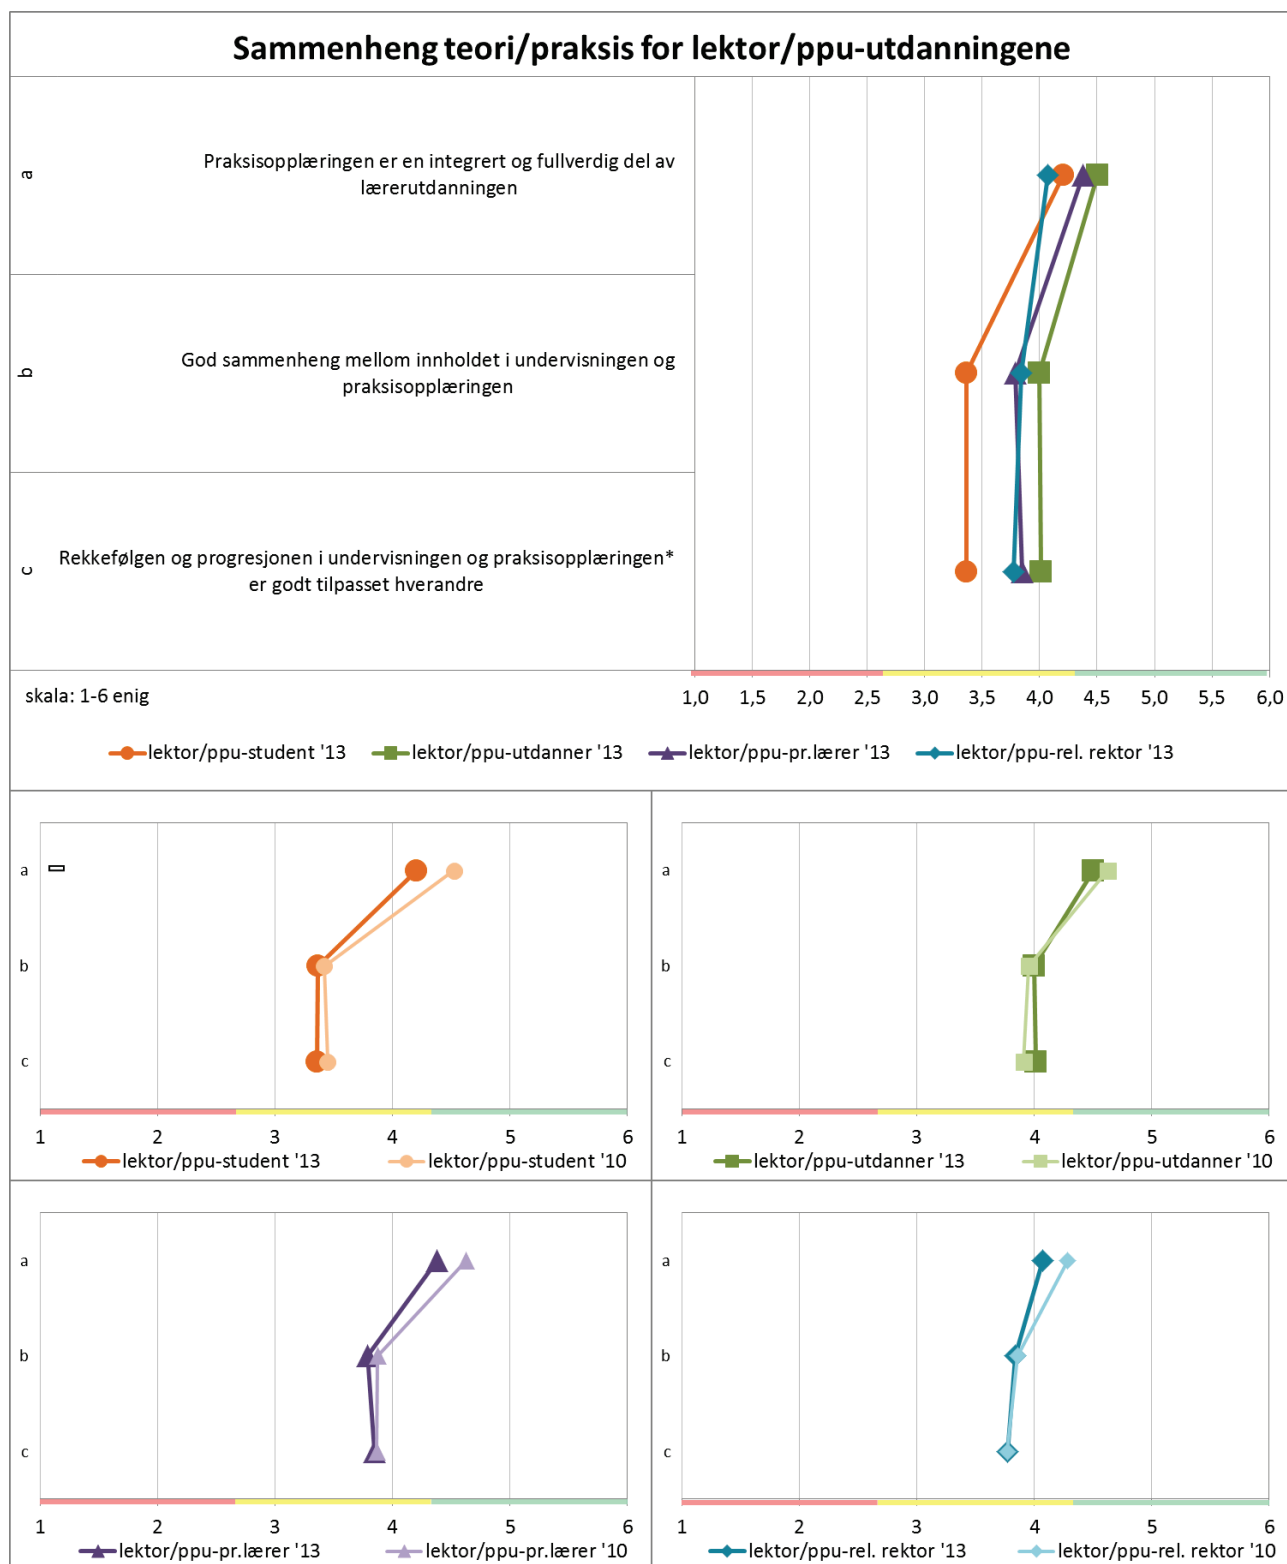 Sammenheng teori/praksis for lektor/ppu-utdanningene
a
Praksisopplæringen er en integrert og fullverdig del av
lærerutdanningen
b
God sammenheng mellom innholdet i undervisningen og
praksisopplæringen
c
Rekkefølgen og progresjonen i undervisningen og praksisopplæringen*
er godt tilpasset hverandre
skala: 1-6 enig
1,0 1,5 2,0 2,5 3,0 3,5 4,0 4,5 5,0 5,5 6,0
lektor/ppu-student '13 lektor/ppu-utdanner '13 lektor/ppu-pr.lærer '13 lektor/ppu-rel. rektor '13
a
b
c
1 2 3 4 5 6
lektor/ppu-student '13 lektor/ppu-student '10
a
b
c
1 2 3 4 5 6
lektor/ppu-utdanner '13 lektor/ppu-utdanner '10
a
b
c
1 2 3 4 5 6
lektor/ppu-pr.lærer '13 lektor/ppu-pr.lærer '10
a
b
c
1 2 3 4 5 6
lektor/ppu-rel. rektor '13 lektor/ppu-rel. rektor '10